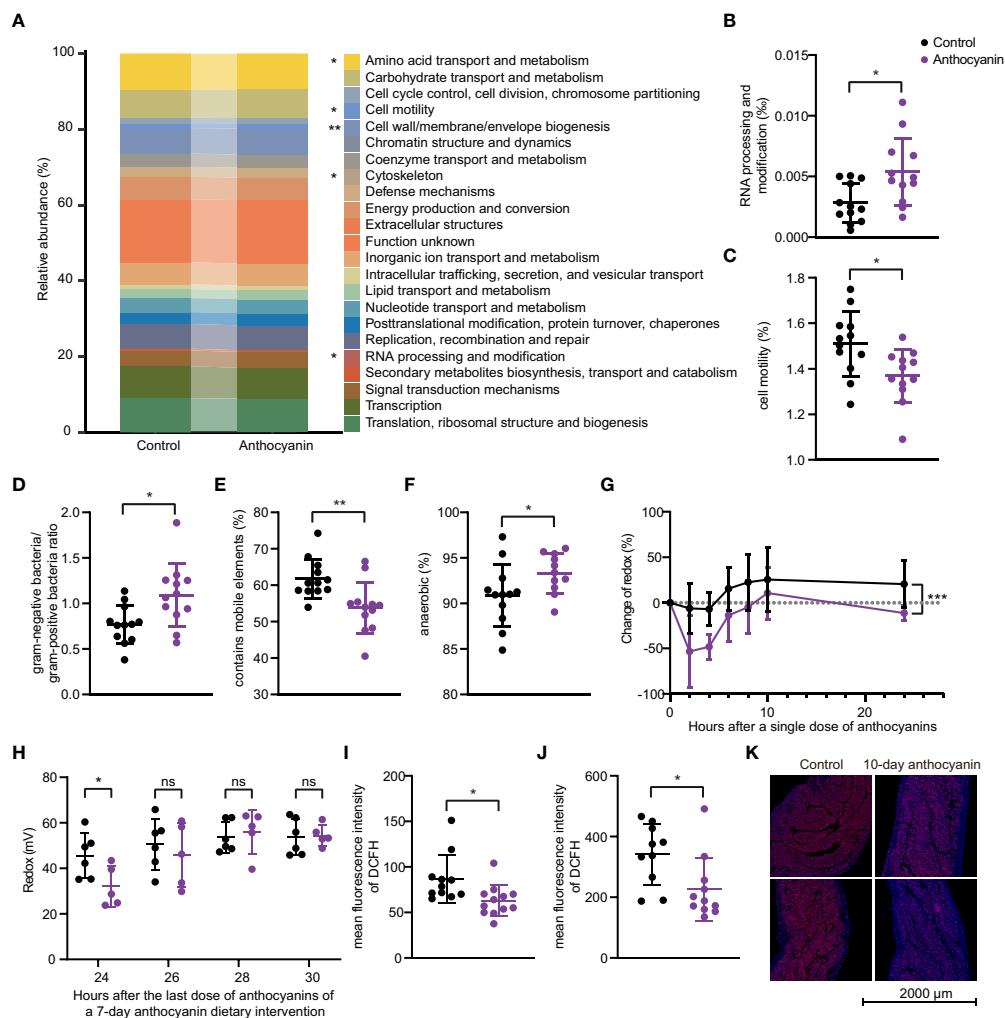 A
100
80
60
40
20
0
Relative abundance (%)
Control
Anthocyanin
* Amino acid transport and metabolism
Carbohydrate transport and metabolism
Cell cycle control, cell division, chromosome partitioning
* Cell motility
** Cell wall/membrane/envelope biogenesis
Chromatin structure and dynamics
Coenzyme transport and metabolism
* Cytoskeleton
Defense mechanisms
Energy production and conversion
Extracellular structures
Function unknown
Inorganic ion transport and metabolism
Intracellular trafficking, secretion, and vesicular transport
Lipid transport and metabolism
Nucleotide transport and metabolism
Posttranslational modification, protein turnover, chaperones
Replication, recombination and repair
* RNA processing and modification
Secondary metabolites biosynthesis, transport and catabolism
Signal transduction mechanisms
Transcription
Translation, ribosomal structure and biogenesis
B
Control
Anthocyanin
0.015
0.010
0.005
0.000
RNA processing and
modification (‰)
*
C
1.8
1.6
1.4
1.2
1.0
cell motility (%)
*
D
2.0
1.5
1.0
0.5
0.0
gram-negative bacteria/
gram-positive bacteria ratio
*
E
80
70
60
50
40
30
contains mobile elements (%)
**
F
100
95
90
85
80
anaerobic (%)
*
G
100
50
0
-50
-100
Change of redox (%)
***
0 10 20
Hours after a single dose of anthocyanins
H
80
60
40
20
0
Redox (mV)
* ns ns ns
24 26 28 30
Hours after the last dose of anthocyanins of
a 7-day anthocyanin dietary intervention
I
200
150
100
50
0
mean fluorescence intensity
of DCFH
*
J
600
400
200
0
mean fluorescence intensity
of DCFH
*
K
Control 10-day anthocyanin
2000 µm